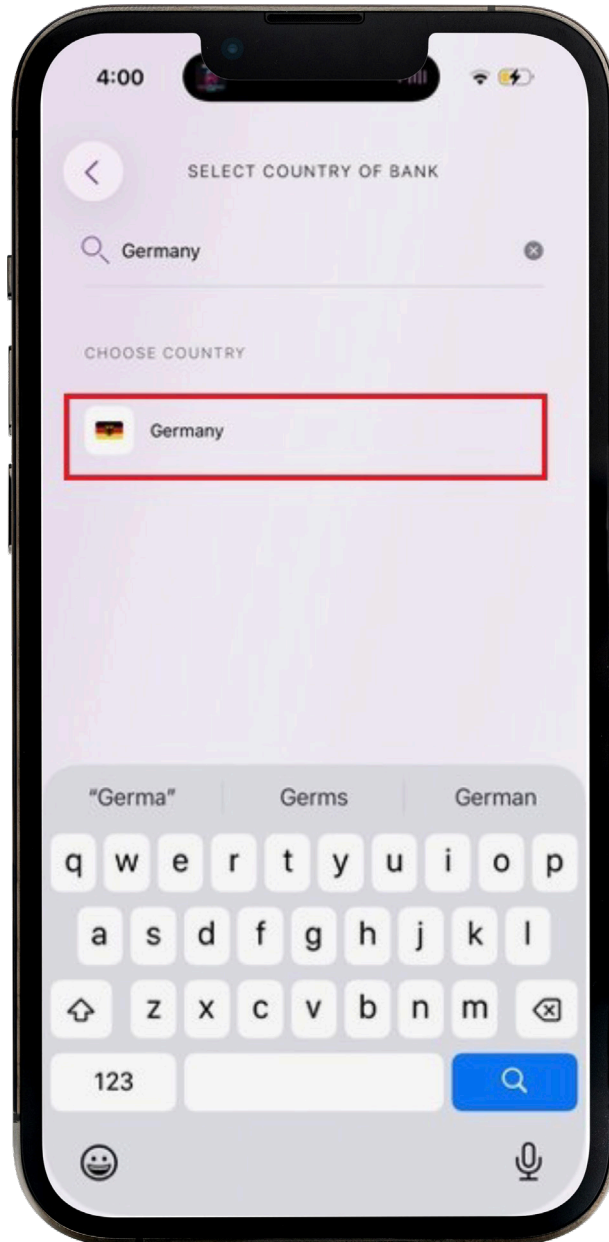 4:00
SELECT COUNTRY OF BANK
Germany
CHOOSE COUNTRY
Germany
“Germa” Germs German
q w e r t y u i o p
a s d f g h j k l
z x c v b n m
123